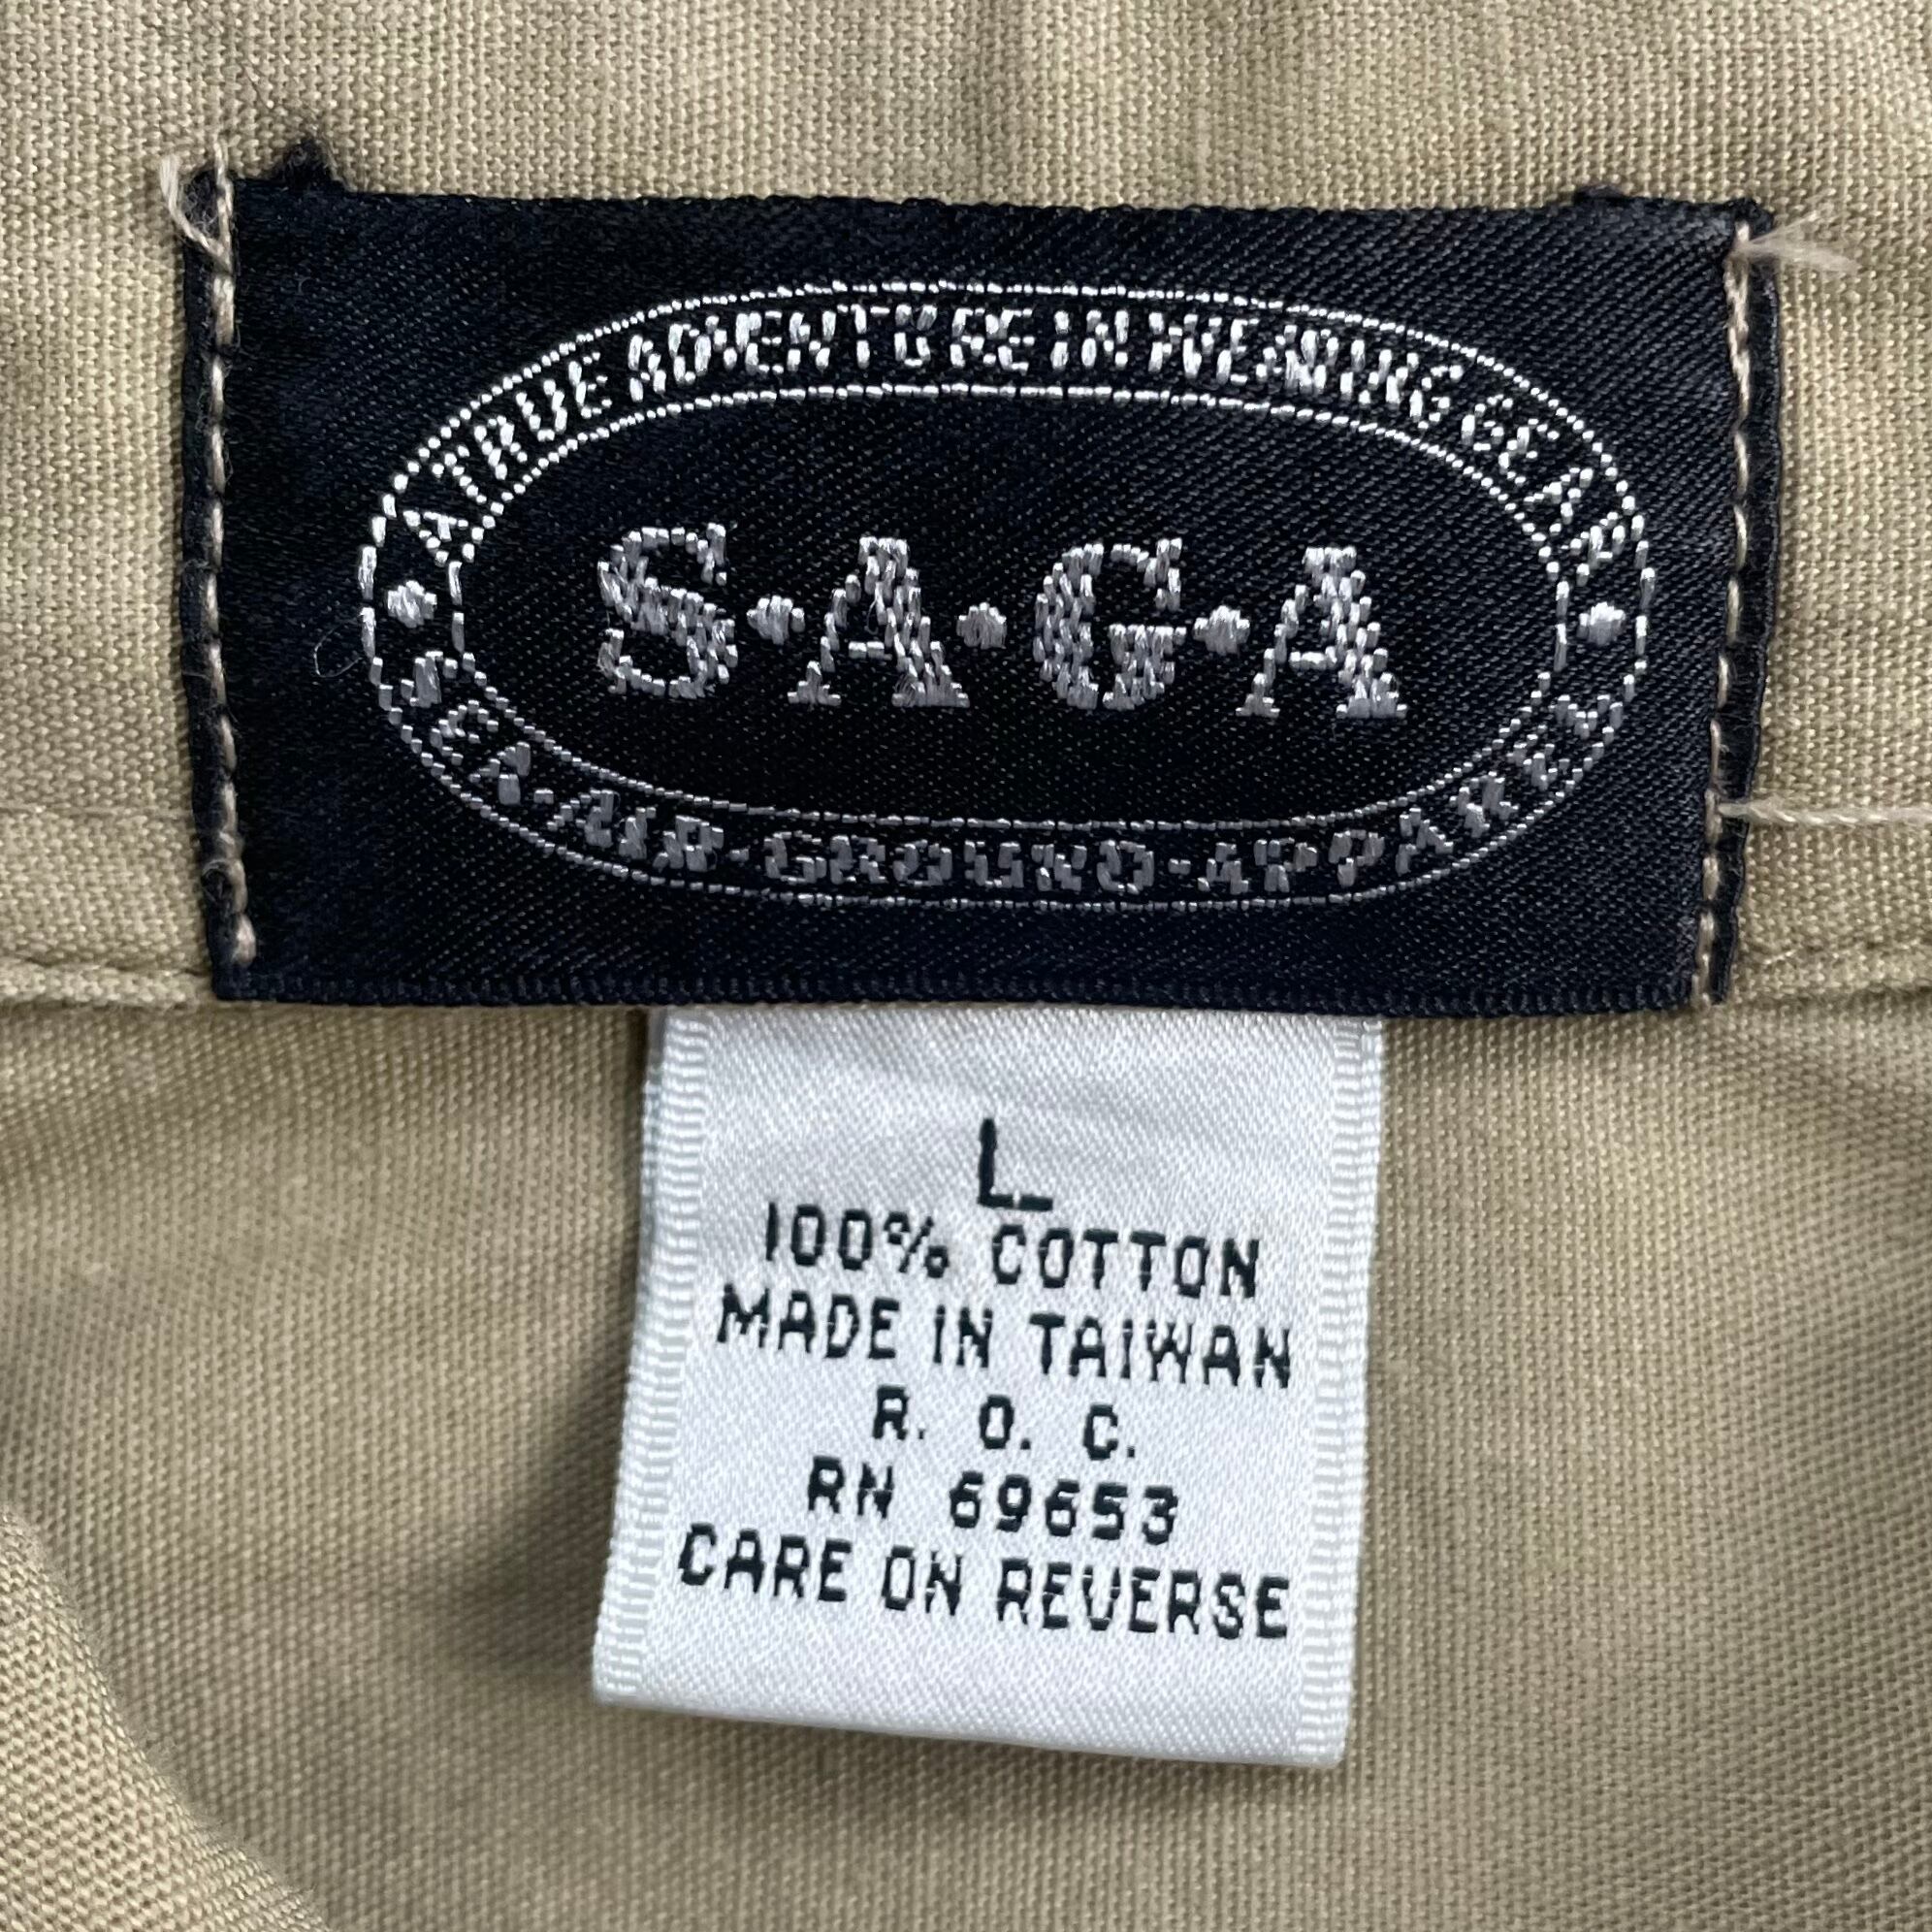 • A TRUE ADVENTURE IN WEARING GEAR •
S•A•G•A
SEA•AIR•GROUND•APPAREL
L
100% COTTON
MADE IN TAIWAN
R. O. C.
RN 69653
CARE ON REVERSE